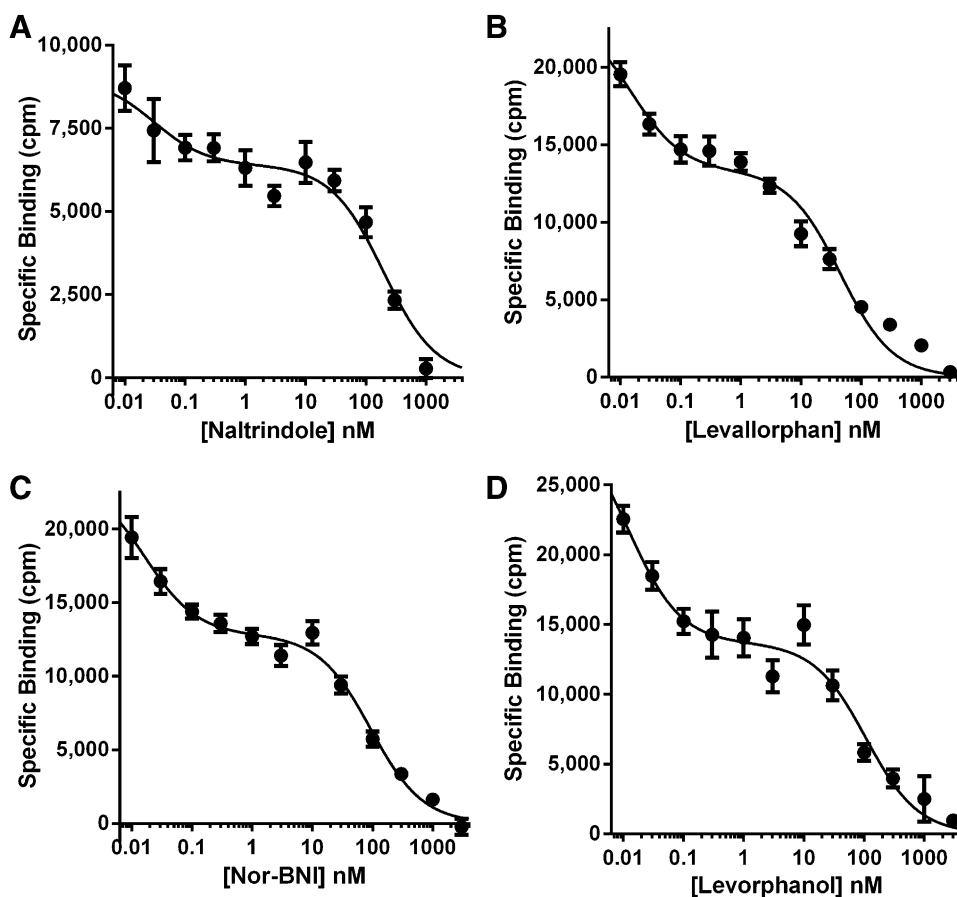 A
Specific Binding (cpm)
10,000
7,500
5,000
2,500
0
0.01 0.1 1 10 100 1000
[Naltrindole] nM
B
Specific Binding (cpm)
20,000
15,000
10,000
5,000
0
0.01 0.1 1 10 100 1000
[Levallorphan] nM
C
Specific Binding (cpm)
20,000
15,000
10,000
5,000
0
0.01 0.1 1 10 100 1000
[Nor-BNI] nM
D
Specific Binding (cpm)
25,000
20,000
15,000
10,000
5,000
0
0.01 0.1 1 10 100 1000
[Levorphanol] nM